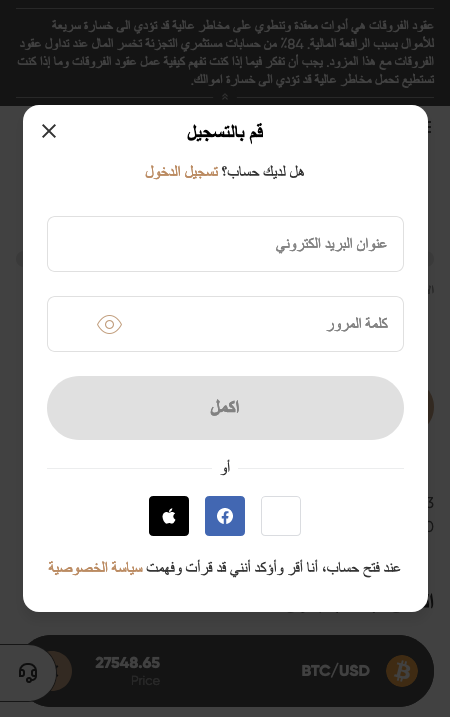 عقود الفروقات هي أدوات معقدة وتنطوي على مخاطر عالية قد تؤدي الى خسارة سريعة
للأموال بسبب الرافعة المالية. 84٪ من حسابات مستثمري التجزئة تخسر المال عند تداول عقود
الفروقات مع هذا المزود. يجب أن تفكر فيما إذا كنت تفهم كيفية عمل عقود الفروقات وما إذا كنت
تستطيع تحمل مخاطر عالية قد تؤدي الى خسارة اموالك.
قم بالتسجيل
هل لديك حساب؟ تسجيل الدخول
عنوان البريد الكتروني
كلمة المرور
اكمل
أو
عند فتح حساب، أنا أقر وأؤكد أنني قد قرأت وفهمت سياسة الخصوصية
BTC/USD
27548.65
Price